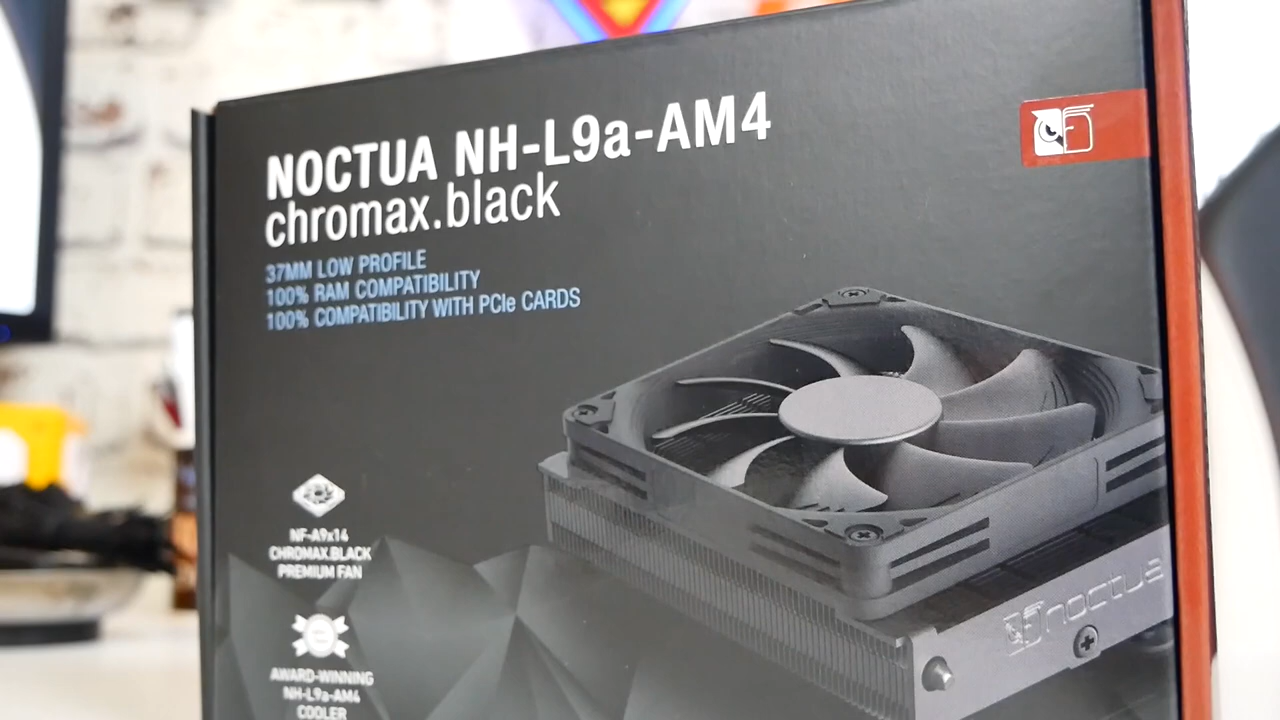 NOCTUA NH-L9a-AM4
chromax.black
37MM LOW PROFILE
100% RAM COMPATIBILITY
100% COMPATIBILITY WITH PCIe CARDS
NF-A9x14
CHROMAX.BLACK
PREMIUM FAN
AWARD-WINNING
NH-L9a-AM4
COOLER
noctua